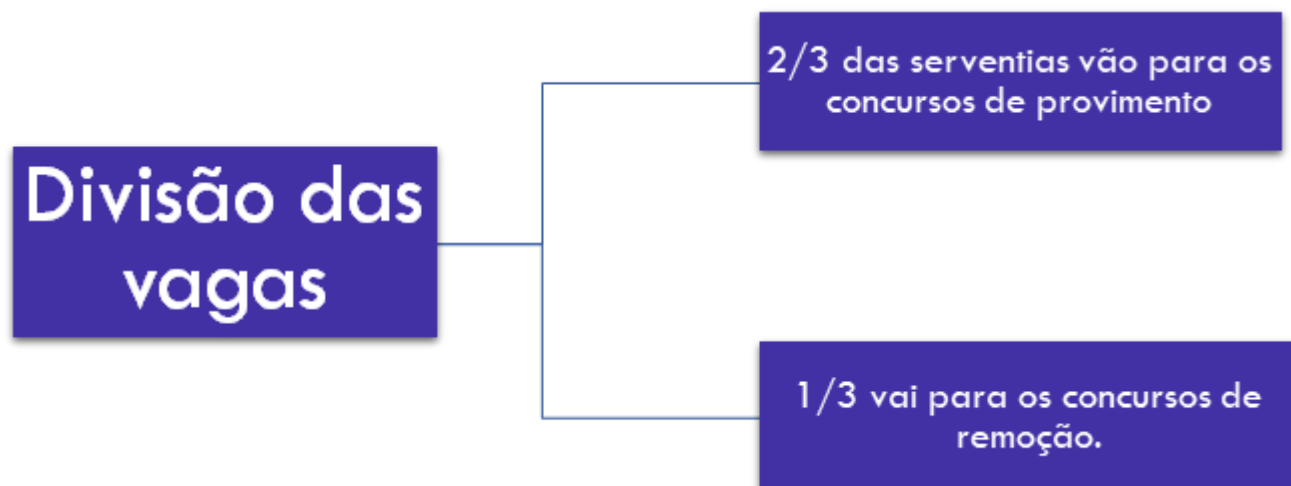 Divisão das
vagas
2/3 das serventias vão para os
concursos de provimento
1/3 vai para os concursos de
remoção.